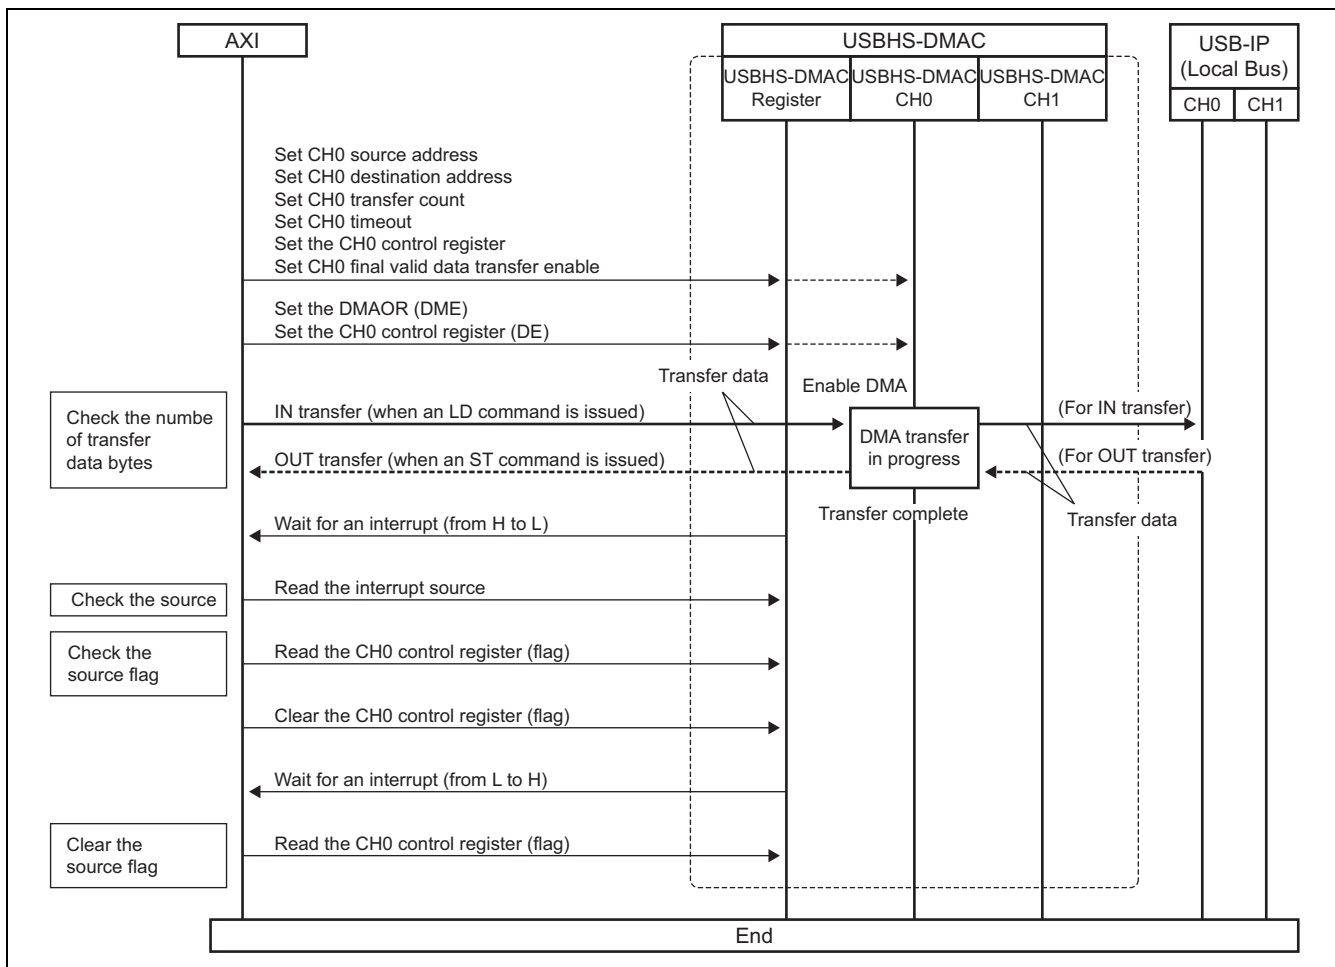 AXI
USBHS-DMAC
USB-IP
(Local Bus)
USBHS-DMAC
Register
USBHS-DMAC
CH0
USBHS-DMAC
CH1
CH0
CH1
Set CH0 source address
Set CH0 destination address
Set CH0 transfer count
Set CH0 timeout
Set the CH0 control register
Set CH0 final valid data transfer enable
Set the DMAOR (DME)
Set the CH0 control register (DE)
Transfer data
Enable DMA
Check the numbe
of transfer
data bytes
IN transfer (when an LD command is issued)
DMA transfer
in progress
(For IN transfer)
OUT transfer (when an ST command is issued)
(For OUT transfer)
Transfer complete
Transfer data
Wait for an interrupt (from H to L)
Check the source
Read the interrupt source
Check the
source flag
Read the CH0 control register (flag)
Clear the CH0 control register (flag)
Wait for an interrupt (from L to H)
Clear the
source flag
Read the CH0 control register (flag)
End